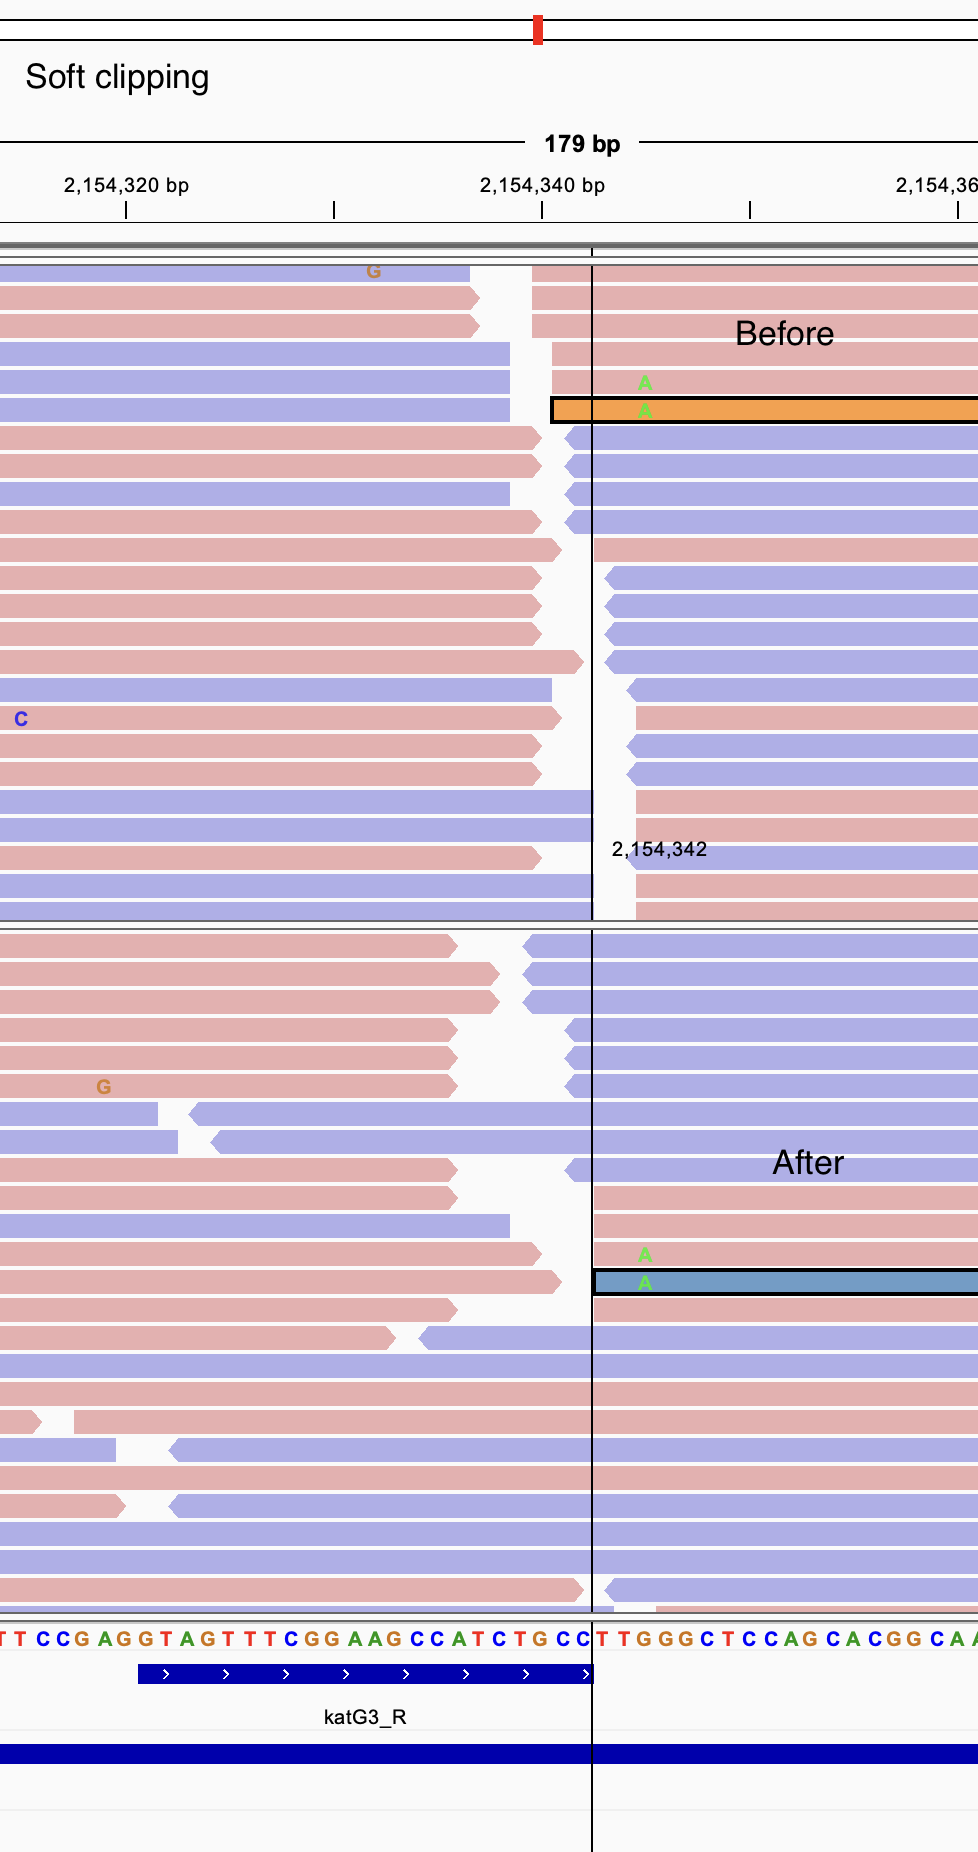 Soft clipping
179 bp
2,154,320 bp 2,154,340 bp 2,154,36
G
Before
A
A
C
2,154,342
G
After
A
A
TTCCGAGGTAGTTTCGGAAGCCATCTGCCTTGGGCTCCAGCACGGCAA
katG3_R